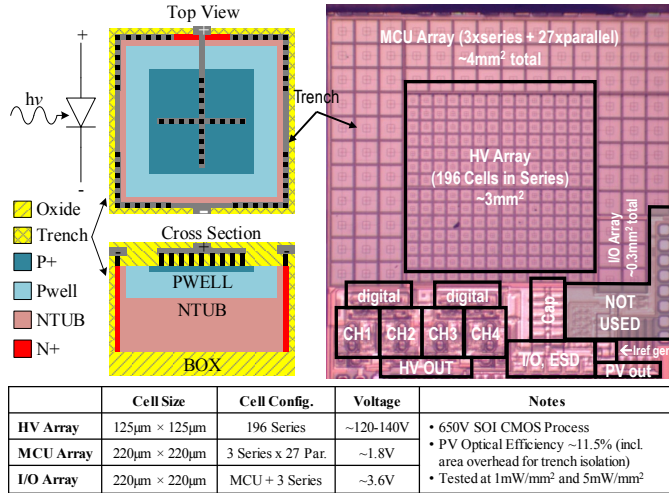 Top View
+
hν
-
+
-
Trench
Oxide
Trench
P+
Pwell
NTUB
N+
Cross Section
-
+
-
PWELL
NTUB
BOX
MCU Array (3xseries + 27xparallel)
~4mm² total
HV Array
(196 Cells in Series)
~3mm²
I/O Array
~0.3mm² total
digital
digital
CH1
CH2
CH3
CH4
HV OUT
Cap
NOT
USED
I/O, ESD
←Iref gen
PV out
Cell Size
Cell Config.
Voltage
Notes
HV Array
125µm × 125µm
196 Series
~120-140V
MCU Array
220µm × 220µm
3 Series x 27 Par.
~1.8V
I/O Array
220µm × 220µm
MCU + 3 Series
~3.6V
• 650V SOI CMOS Process
• PV Optical Efficiency ~11.5% (incl.
area overhead for trench isolation)
• Tested at 1mW/mm² and 5mW/mm²